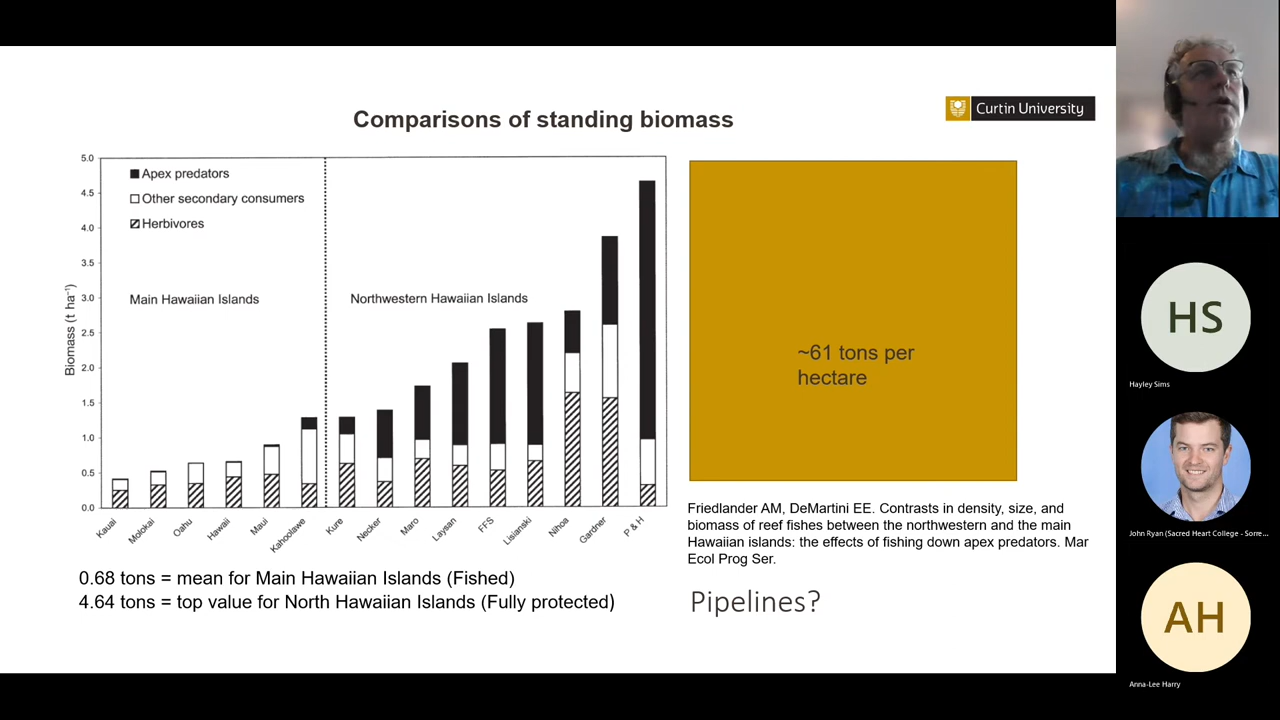 Comparisons of standing biomass
Curtin University
5.0
4.5
4.0
3.5
3.0
2.5
2.0
1.5
1.0
0.5
0.0
Biomass (t ha⁻¹)
Apex predators
Other secondary consumers
Herbivores
Main Hawaiian Islands
Northwestern Hawaiian Islands
Kauai
Molokai
Oahu
Hawaii
Maui
Kahoolawe
Kure
Necker
Maro
Laysan
FFS
Lisianski
Nihoa
Gardner
P & H
0.68 tons = mean for Main Hawaiian Islands (Fished)
4.64 tons = top value for North Hawaiian Islands (Fully protected)
~61 tons per
hectare
Friedlander AM, DeMartini EE. Contrasts in density, size, and
biomass of reef fishes between the northwestern and the main
Hawaiian islands: the effects of fishing down apex predators. Mar
Ecol Prog Ser.
Pipelines?
HS
Hayley Sims
John Ryan (Sacred Heart College - Sorre...
AH
Anna-Lee Harry